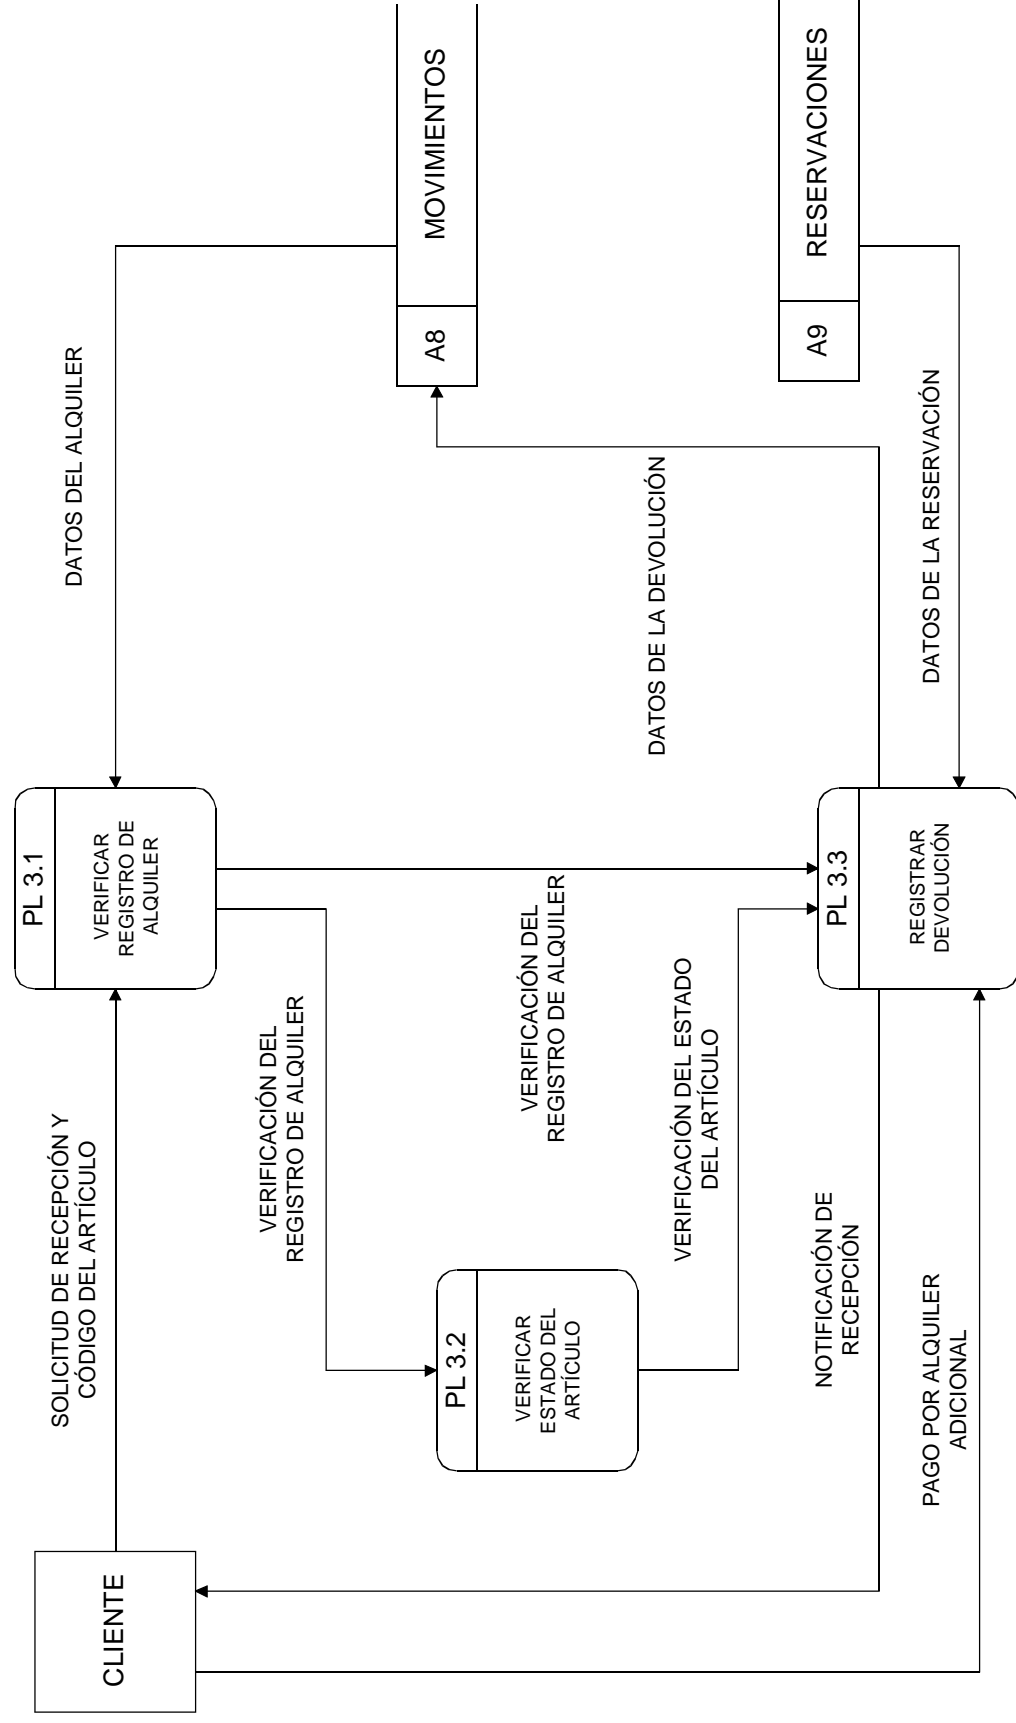 CLIENTE
SOLICITUD DE RECEPCIÓN Y
CÓDIGO DEL ARTÍCULO
PL 3.1
VERIFICAR
REGISTRO DE
ALQUILER
DATOS DEL ALQUILER
VERIFICACIÓN DEL
REGISTRO DE ALQUILER
PL 3.2
VERIFICAR
ESTADO DEL
ARTÍCULO
VERIFICACIÓN DEL
REGISTRO DE ALQUILER
A8
MOVIMIENTOS
VERIFICACIÓN DEL ESTADO
DEL ARTÍCULO
DATOS DE LA DEVOLUCIÓN
NOTIFICACIÓN DE
RECEPCIÓN
PL 3.3
REGISTRAR
DEVOLUCIÓN
A9
RESERVACIONES
PAGO POR ALQUILER
ADICIONAL
DATOS DE LA RESERVACIÓN